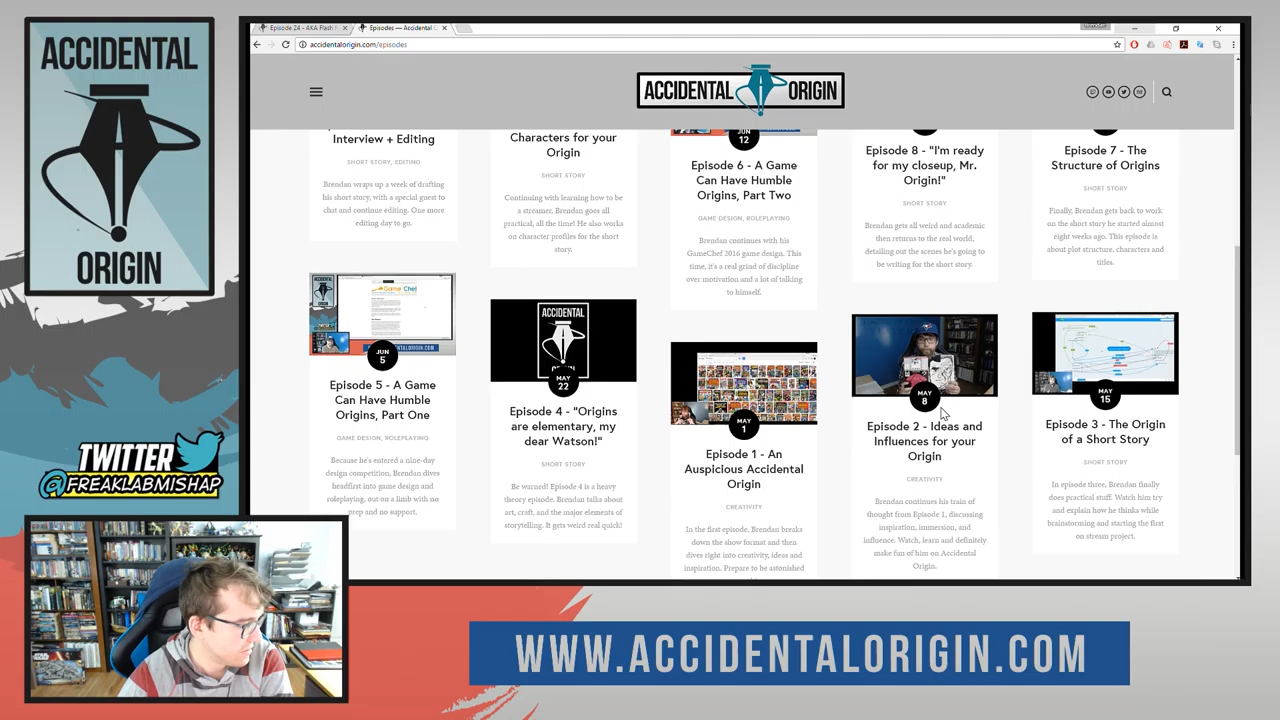 ACCIDENTAL
ORIGIN
TWITTER
@FREAKLABMISHAP
Episode 24 - AKA Flash F
Episodes — Accidental O
accidentalorigin.com/episodes
ACCIDENTAL ORIGIN
Interview + Editing
SHORT STORY, EDITING
Brendan wraps up a week of drafting
his short story, with a special guest to
chat and continue editing. One more
editing day to go.
Characters for your
Origin
SHORT STORY
Continuing with learning how to be
a streamer, Brendan goes all
practical, all the time! He also works
on character profiles for the short
story.
JUN
12
Episode 6 - A Game
Can Have Humble
Origins, Part Two
GAME DESIGN, ROLEPLAYING
Brendan continues with his
GameChef 2016 game design. This
time, it's a real grind of discipline
over motivation and a lot of talking
to himself.
Episode 8 - "I'm ready
for my closeup, Mr.
Origin!"
SHORT STORY
Brendan gets all weird and academic
then returns to the real world,
detailing out the scenes he's going to
be writing for the short story.
Episode 7 - The
Structure of Origins
SHORT STORY
Finally, Brendan gets back to work
on the short story he started almost
eight weeks ago. This episode is
about plot structure, characters and
titles.
Game Chef
WWW.ACCIDENTALORIGIN.COM
JUN
5
Episode 5 - A Game
Can Have Humble
Origins, Part One
GAME DESIGN, ROLEPLAYING
Because he's entered a nine-day
design competition, Brendan dives
headfirst into game design and
roleplaying, out on a limb with no
prep and no support.
ACCIDENTAL
ORIGIN
MAY
22
Episode 4 - "Origins
are elementary, my
dear Watson!"
SHORT STORY
Be warned! Episode 4 is a heavy
theory episode. Brendan talks about
art, craft, and the major elements of
storytelling. It gets weird real quick!
MAY
1
Episode 1 - An
Auspicious Accidental
Origin
CREATIVITY
In the first episode, Brendan breaks
down the show format and then
dives right into creativity, ideas and
inspiration. Prepare to be astonished
MAY
8
Episode 2 - Ideas and
Influences for your
Origin
CREATIVITY
Brendan continues his train of
thought from Episode 1, discussing
inspiration, immersion, and
influence. Watch, learn and definitely
make fun of him on Accidental
Origin.
MAY
15
Episode 3 - The Origin
of a Short Story
SHORT STORY
In episode three, Brendan finally
does practical stuff. Watch him try
and explain how he thinks while
brainstorming and starting the first
on stream project.
WWW.ACCIDENTALORIGIN.COM